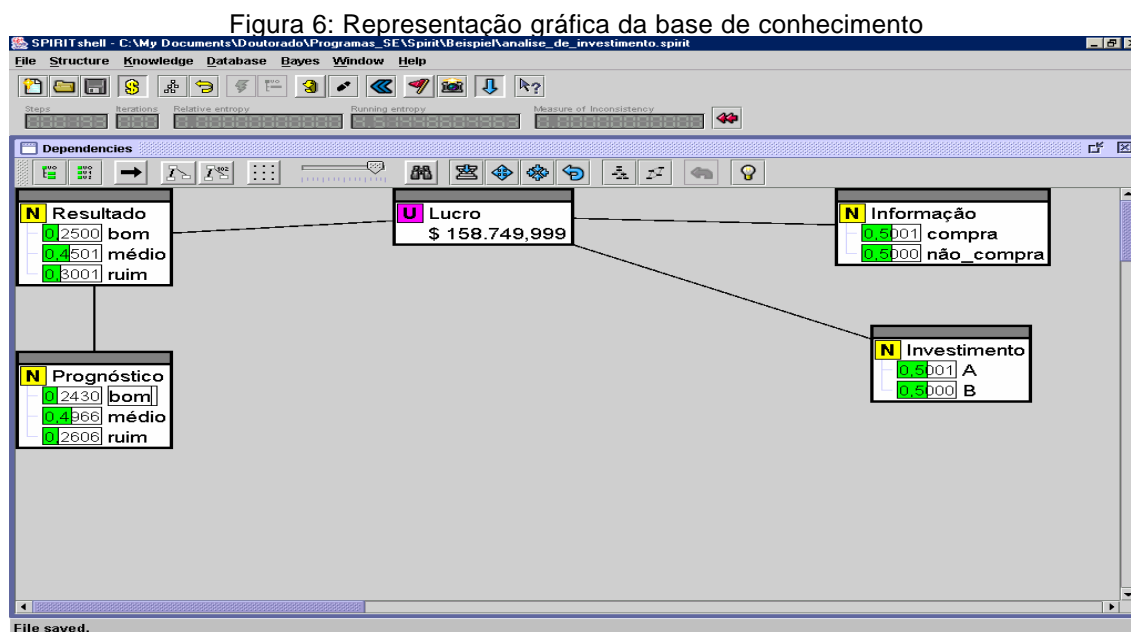 Figura 6: Representação gráfica da base de conhecimento
SPIRITshell - C:\My Documents\Doutorado\Programas_SE\Spirit\Beispiel\analise_de_investimento.spirit
File Structure Knowledge Database Bayes Window Help
Steps Iterations Relative entropy Running entropy Measure of Inconsistency
Dependencies
N Resultado
0,2500 bom
0,4501 médio
0,3001 ruim
U Lucro
$ 158.749,999
N Informação
0,5001 compra
0,5000 não_compra
N Investimento
0,5001 A
0,5000 B
N Prognóstico
0,2430 bom
0,4966 médio
0,2606 ruim
File saved.